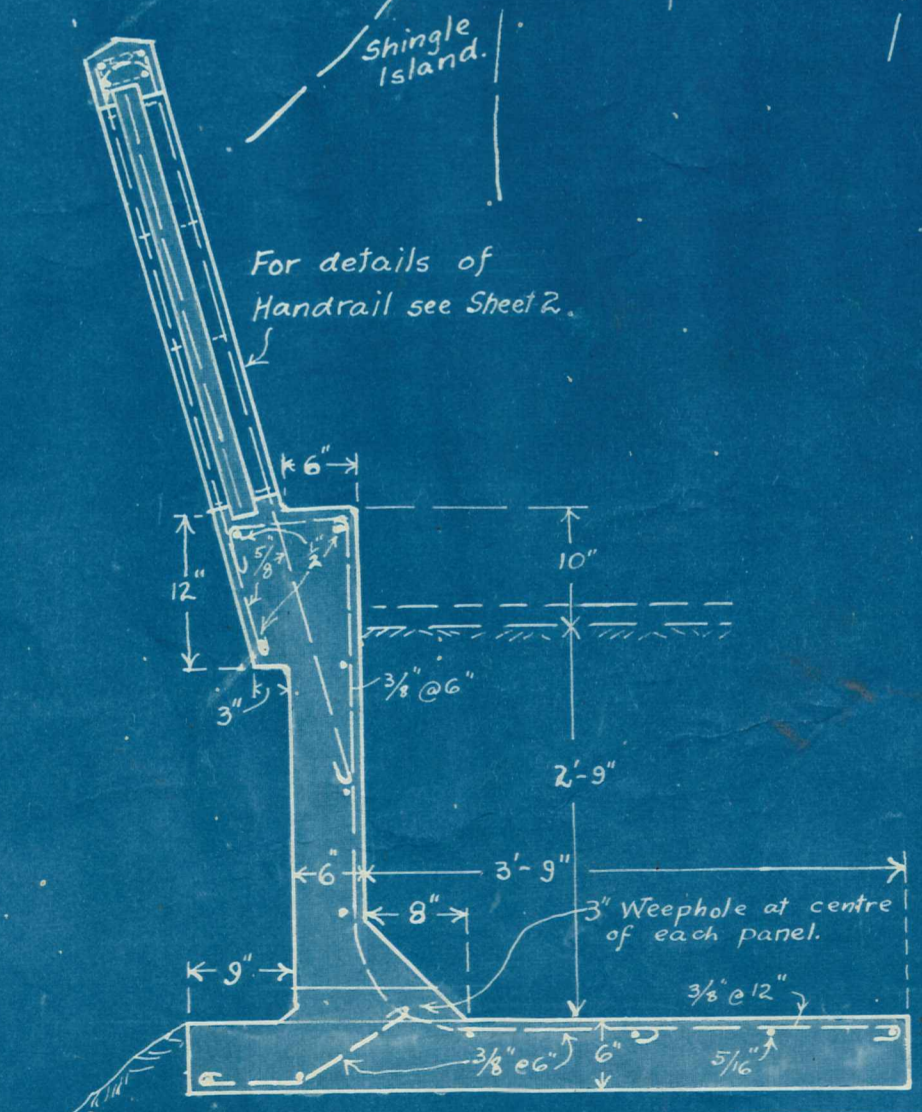 Shingle
Island.
For details of
Handrail see Sheet 2.
6"
12"
5/8"
1/2"
10"
3"
3/8" @ 6"
2'-9"
6"
3'-9"
8"
3" Weephole at centre
of each panel.
9"
3/8" @ 12"
3/8" @ 6"
6"
5/16"